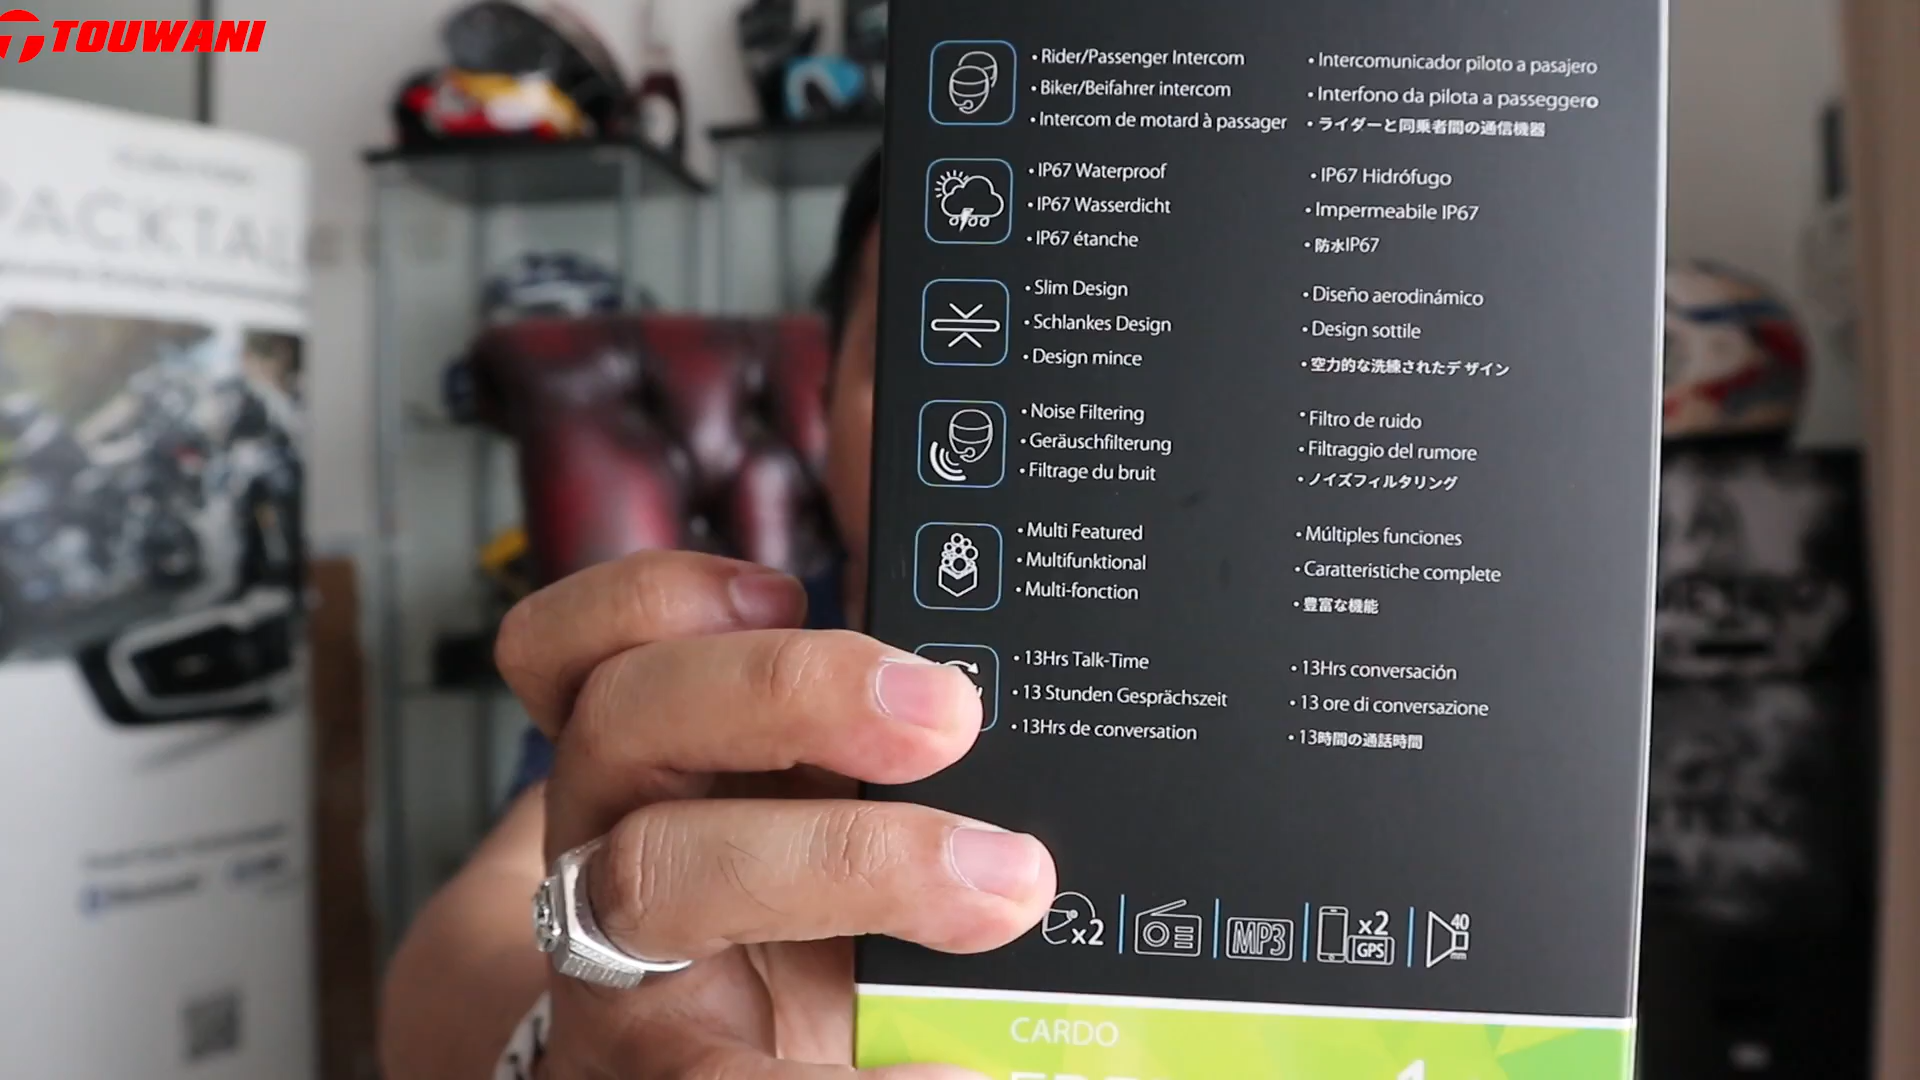 TOUWANI
• Rider/Passenger Intercom
• Biker/Beifahrer intercom
• Intercom de motard à passager
• Intercomunicador piloto a pasajero
• Interfono da pilota a passeggero
• ライダーと同乗者間の通信機器
• IP67 Waterproof
• IP67 Wasserdicht
• IP67 étanche
• IP67 Hidrófugo
• Impermeabile IP67
• 防水IP67
• Slim Design
• Schlankes Design
• Design mince
• Diseño aerodinámico
• Design sottile
• 空力的な洗練されたデザイン
• Noise Filtering
• Geräuschfilterung
• Filtrage du bruit
• Filtro de ruido
• Filtraggio del rumore
• ノイズフィルタリング
• Multi Featured
• Multifunktional
• Multi-fonction
• Múltiples funciones
• Caratteristiche complete
• 豊富な機能
• 13Hrs Talk-Time
• 13 Stunden Gesprächszeit
• 13Hrs de conversation
• 13Hrs conversación
• 13 ore di conversazione
• 13時間の通話時間
x2
MP3
x2 GPS
40 mm
CARDO
PACKTAL